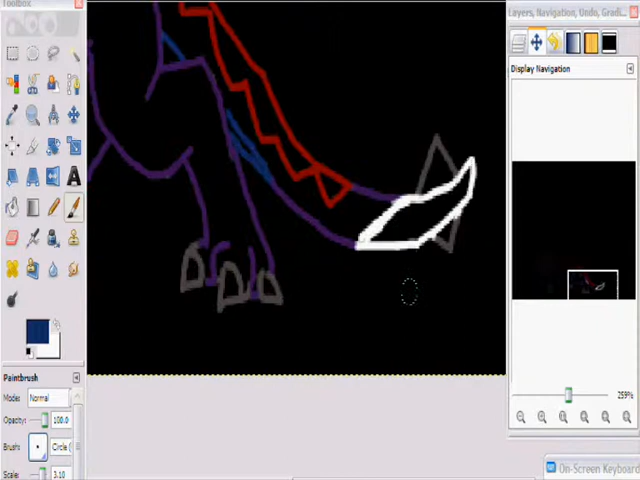 Toolbox
Layers, Navigation, Undo, Gradi...
Display Navigation
259%
Paintbrush
Mode: Normal
Opacity: 100.0
Brush: Circle (
Scale: 3.10
On-Screen Keyboard